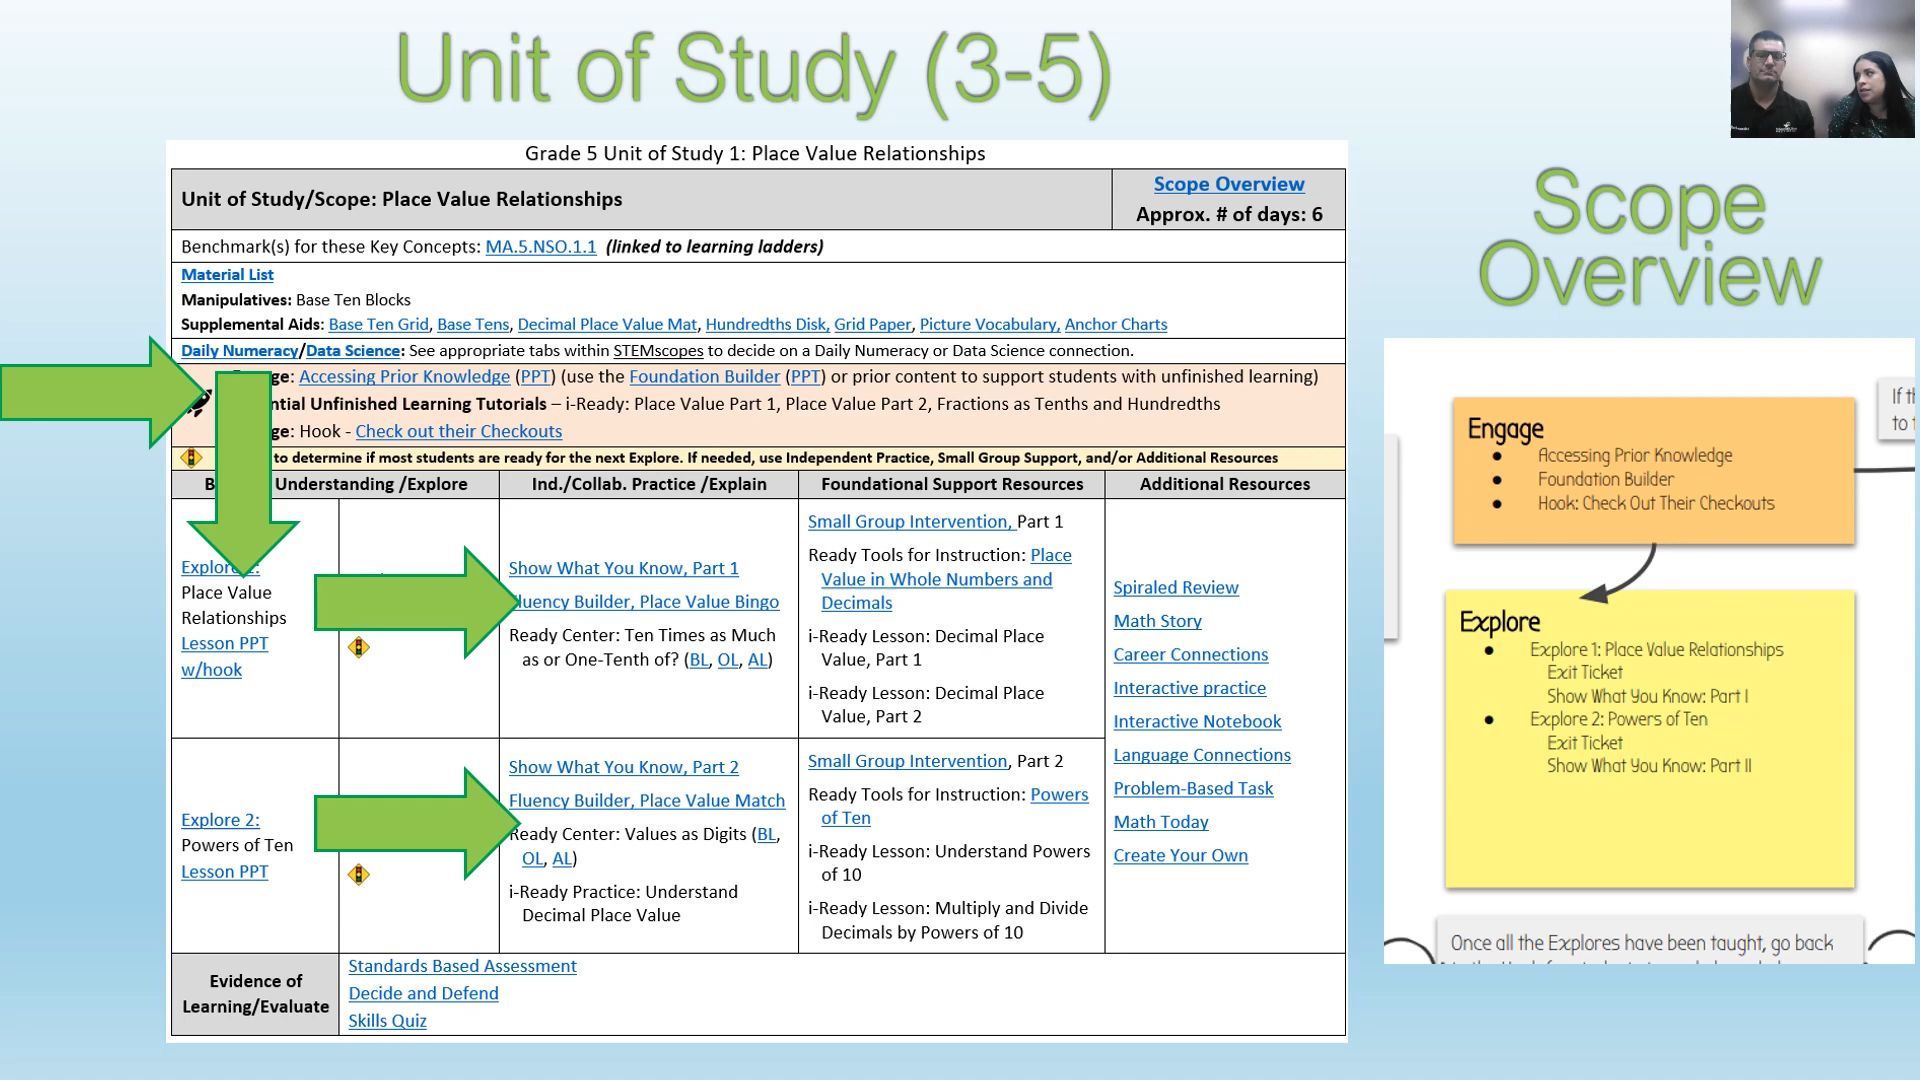 Unit of Study (3-5)
Grade 5 Unit of Study 1: Place Value Relationships
Unit of Study/Scope: Place Value Relationships
Scope Overview
Approx. # of days: 6
Benchmark(s) for these Key Concepts: MA.5.NSO.1.1 (linked to learning ladders)
Material List
Manipulatives: Base Ten Blocks
Supplemental Aids: Base Ten Grid, Base Tens, Decimal Place Value Mat, Hundredths Disk, Grid Paper, Picture Vocabulary, Anchor Charts
Daily Numeracy/Data Science: See appropriate tabs within STEMscopes to decide on a Daily Numeracy or Data Science connection.
ge: Accessing Prior Knowledge (PPT) (use the Foundation Builder (PPT) or prior content to support students with unfinished learning)
ntial Unfinished Learning Tutorials – i-Ready: Place Value Part 1, Place Value Part 2, Fractions as Tenths and Hundredths
ge: Hook - Check out their Checkouts
to determine if most students are ready for the next Explore. If needed, use Independent Practice, Small Group Support, and/or Additional Resources
B Understanding /Explore
Ind./Collab. Practice /Explain
Foundational Support Resources
Additional Resources
Explore :
Place Value
Relationships
Lesson PPT
w/hook
Show What You Know, Part 1
luency Builder, Place Value Bingo
Ready Center: Ten Times as Much
as or One-Tenth of? (BL, OL, AL)
Small Group Intervention, Part 1
Ready Tools for Instruction: Place
Value in Whole Numbers and
Decimals
i-Ready Lesson: Decimal Place
Value, Part 1
i-Ready Lesson: Decimal Place
Value, Part 2
Explore 2:
Powers of Ten
Lesson PPT
Show What You Know, Part 2
Fluency Builder, Place Value Match
Ready Center: Values as Digits (BL,
OL, AL)
i-Ready Practice: Understand
Decimal Place Value
Small Group Intervention, Part 2
Ready Tools for Instruction: Powers
of Ten
i-Ready Lesson: Understand Powers
of 10
i-Ready Lesson: Multiply and Divide
Decimals by Powers of 10
Spiraled Review
Math Story
Career Connections
Interactive practice
Interactive Notebook
Language Connections
Problem-Based Task
Math Today
Create Your Own
Evidence of
Learning/Evaluate
Standards Based Assessment
Decide and Defend
Skills Quiz
Scope
Overview
Engage
● Accessing Prior Knowledge
● Foundation Builder
● Hook: Check Out Their Checkouts
If th
to t
Explore
● Explore 1: Place Value Relationships
Exit Ticket
Show What You Know: Part I
● Explore 2: Powers of Ten
Exit Ticket
Show What You Know: Part II
Once all the Explores have been taught, go back